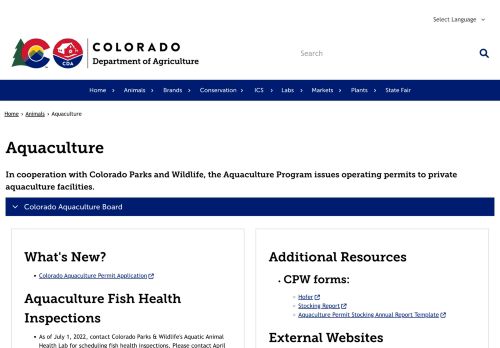 Select Language
COLORADO
Department of Agriculture
CDA
Search
Home Animals Brands Conservation ICS Labs Markets Plants State Fair
Home › Animals › Aquaculture
Aquaculture
In cooperation with Colorado Parks and Wildlife, the Aquaculture Program issues operating permits to private
aquaculture facilities.
Colorado Aquaculture Board
What's New?
Colorado Aquaculture Permit Application
Aquaculture Fish Health
Inspections
As of July 1, 2022, contact Colorado Parks & Wildlife's Aquatic Animal
Health Lab for scheduling fish health inspections. Please contact April
Additional Resources
CPW forms:
Hofer
Stocking Report
Aquaculture Permit Stocking Annual Report Template
External Websites